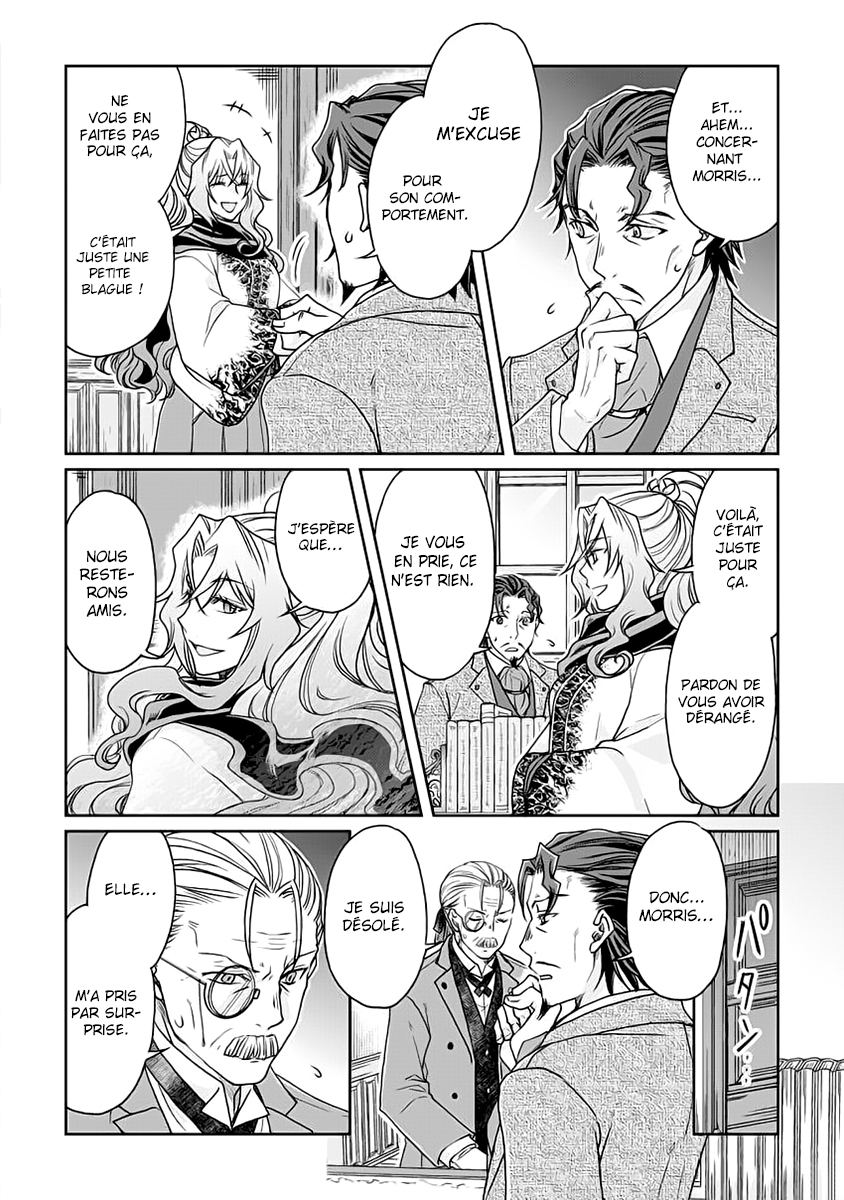 ET...
AHEM...
CONCER-
NANT
MORRIS...
JE
M'EXCUSE
POUR
SON COM-
PORTEMENT.
NE
VOUS EN
FAITES PAS
POUR ÇA,
C'ÉTAIT
JUSTE UNE
PETITE
BLAGUE !
VOILÀ,
C'ÉTAIT
JUSTE
POUR
ÇA.
PARDON DE
VOUS AVOIR
DÉRANGÉ.
JE VOUS
EN PRIE, CE
N'EST RIEN.
J'ESPÈRE
QUE...
NOUS
RESTE-
RONS
AMIS.
パタン…
DONC...
MORRIS...
JE SUIS
DÉSOLÉ.
ELLE...
M'A PRIS
PAR SUR-
PRISE.